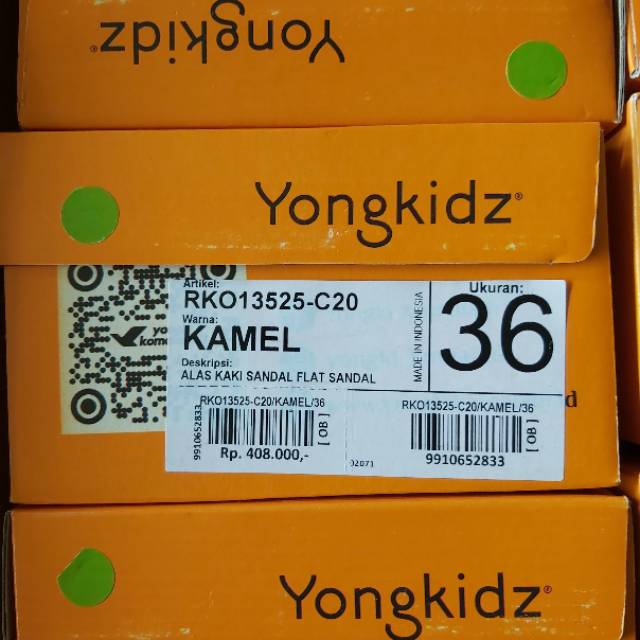 Yongkidz®
Yongkidz®
Artikel:
RKO13525-C20
Warna:
KAMEL
Deskripsi:
ALAS KAKI SANDAL FLAT SANDAL
MADE IN INDONESIA
Ukuran:
36
RKO13525-C20/KAMEL/36
9910652833
[ OB ]
Rp. 408.000,-
RKO13525-C20/KAMEL/36
[ OB ]
9910652833
Yongkidz®